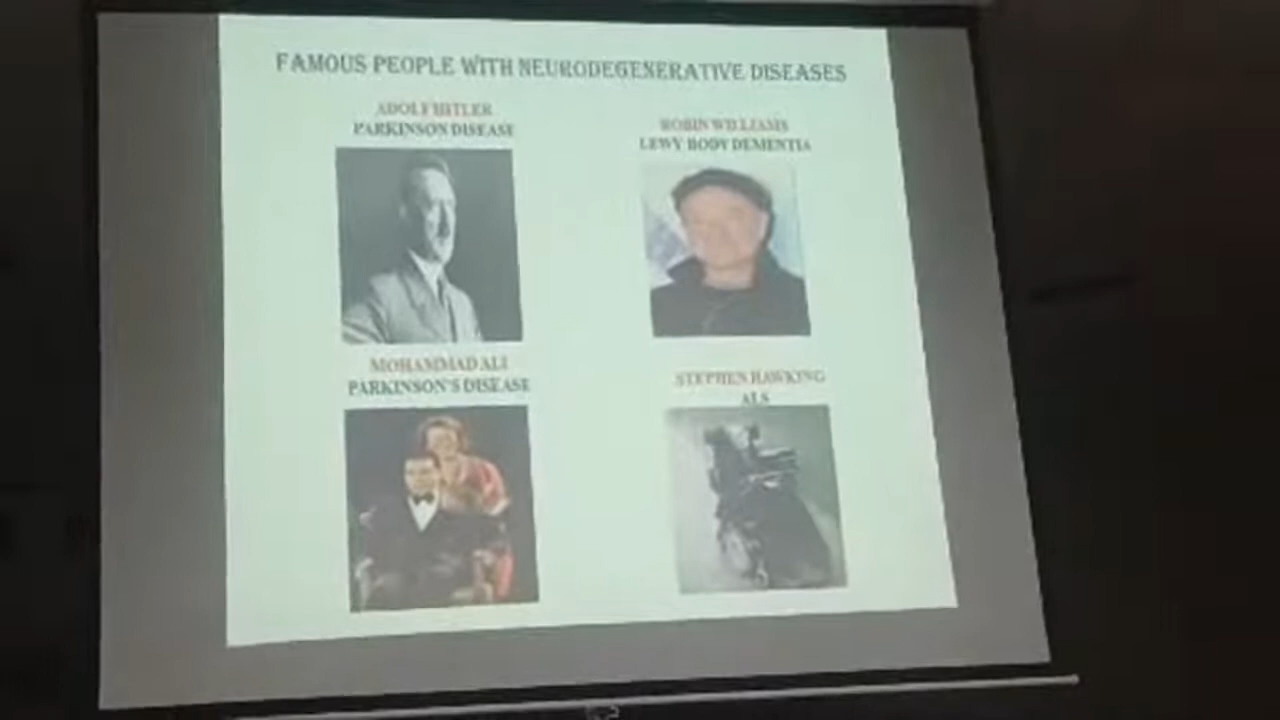 FAMOUS PEOPLE WITH NEURODEGENERATIVE DISEASES
ADOLF HITLER
PARKINSON DISEASE
ROBIN WILLIAMS
LEWY BODY DEMENTIA
MOHAMMAD ALI
PARKINSON'S DISEASE
STEPHEN HAWKING
ALS